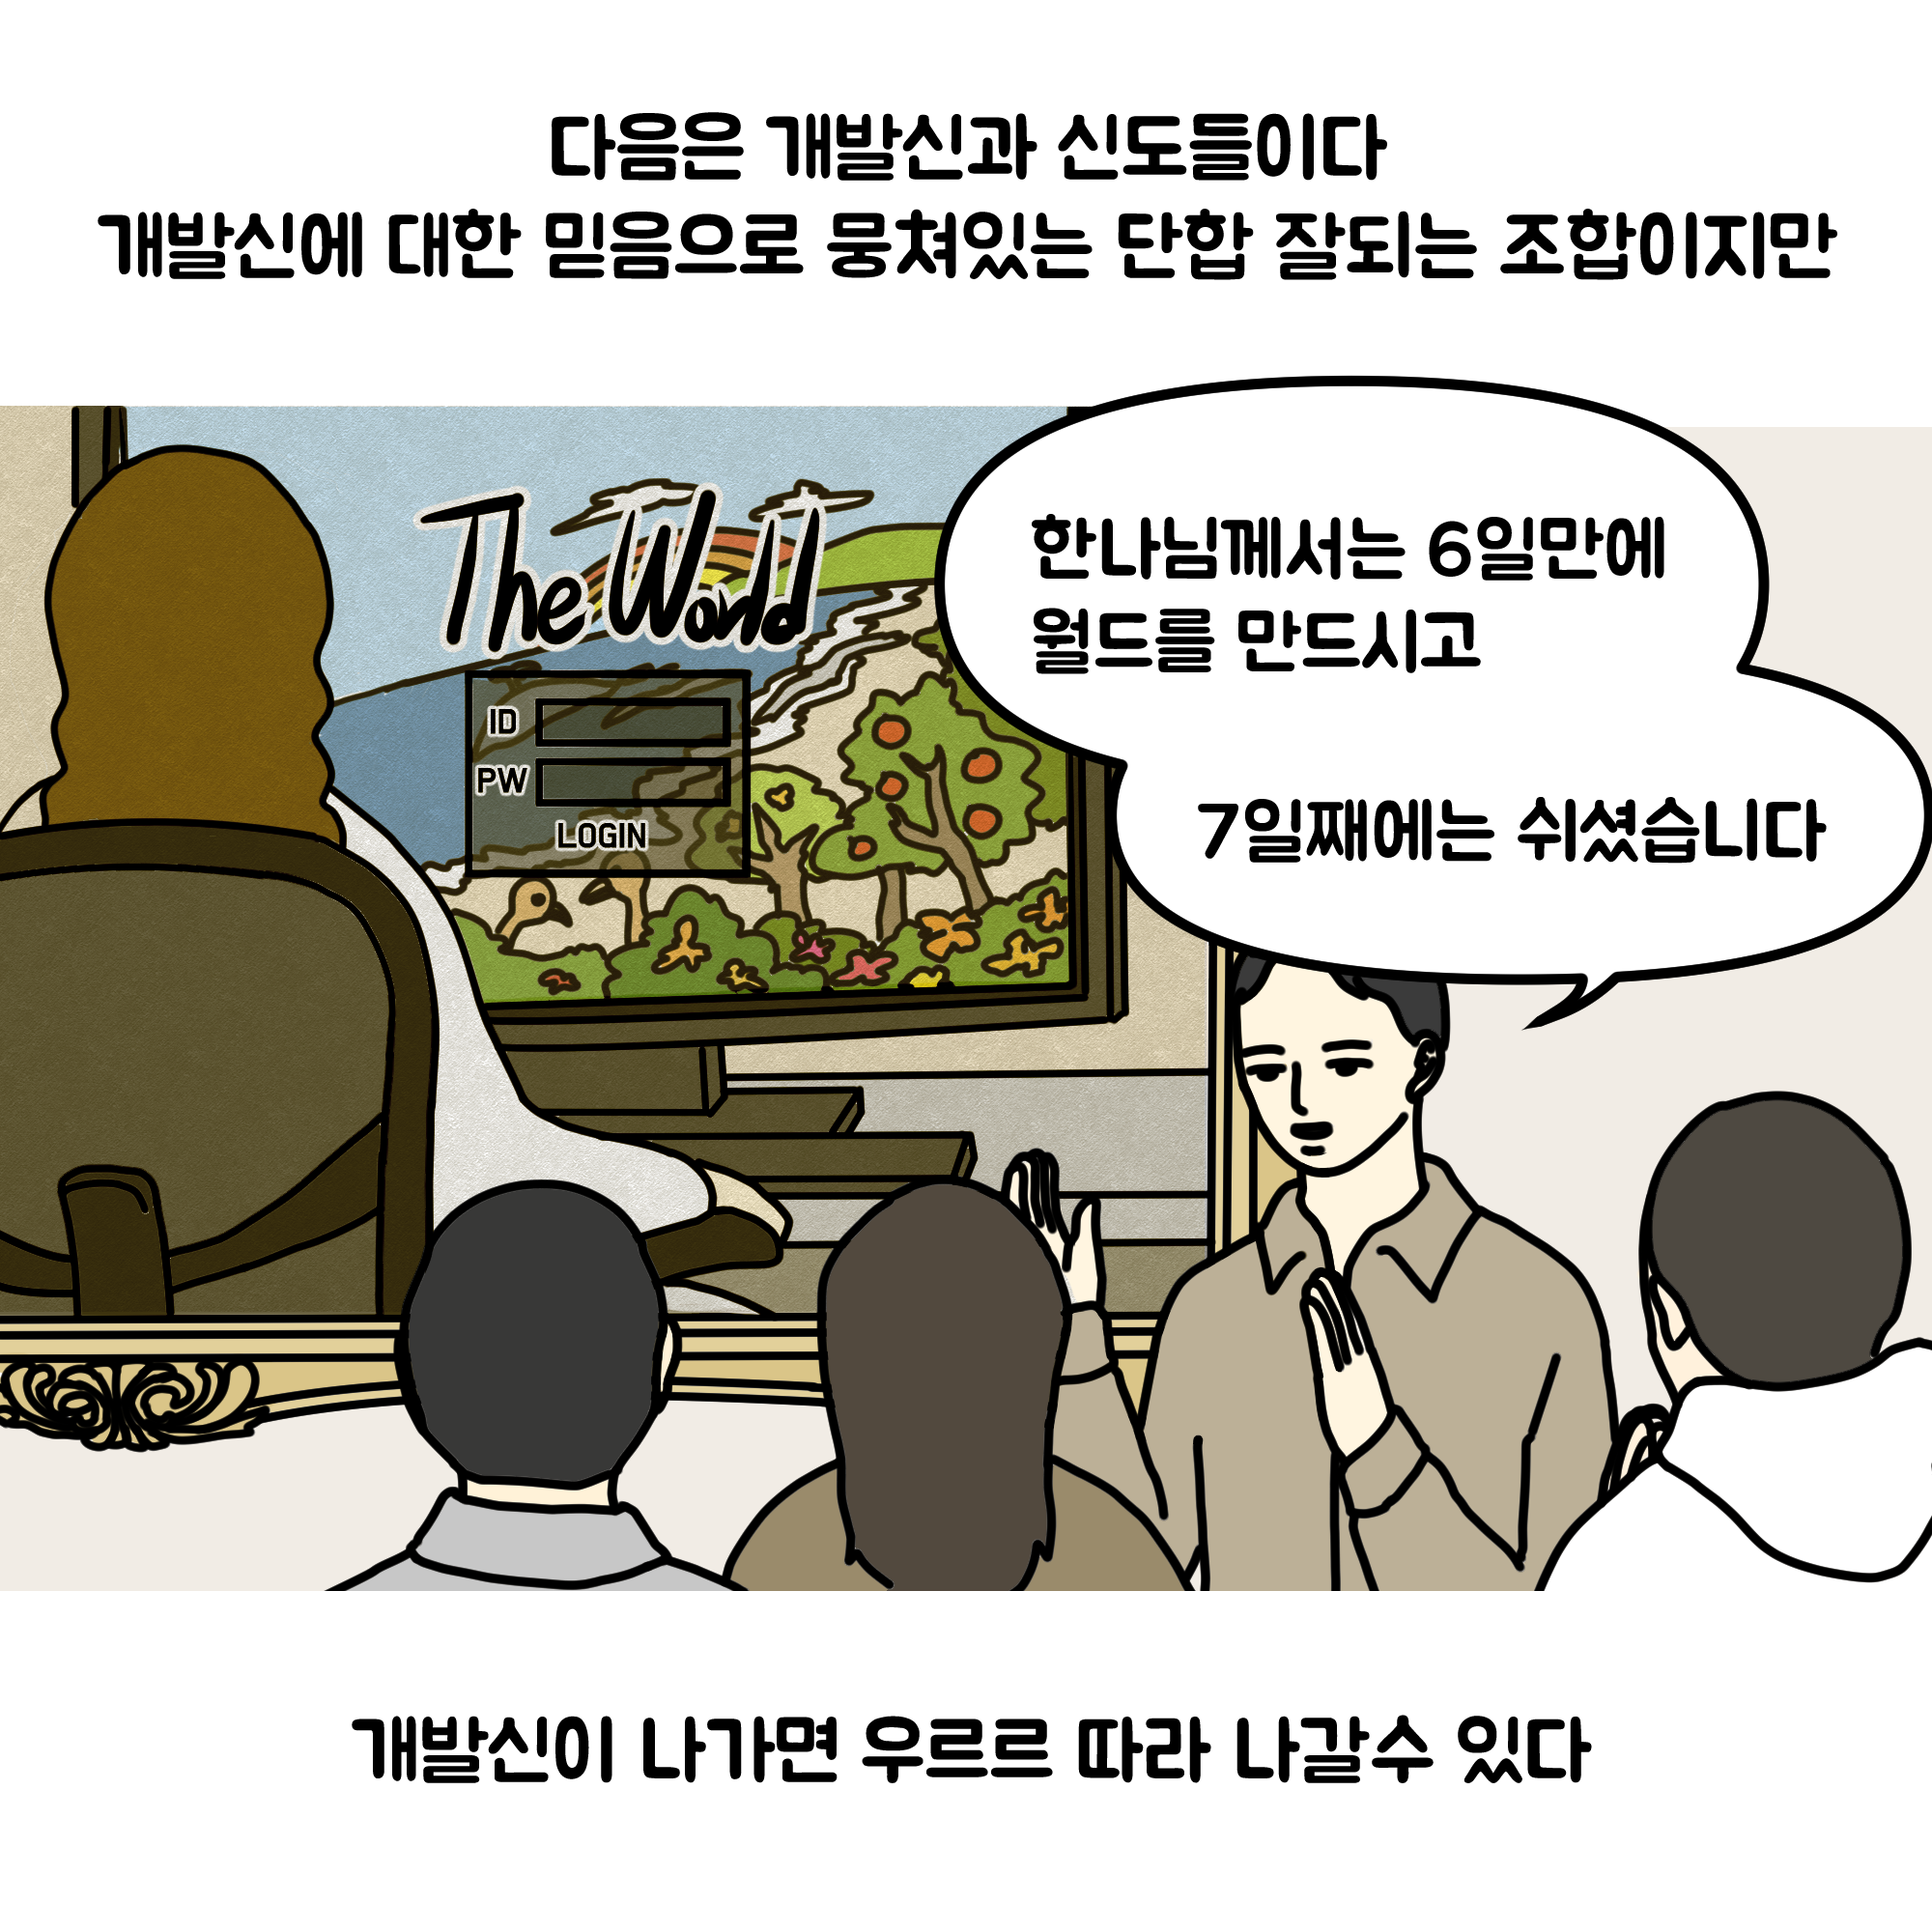 다음은 개발신과 신도들이다
개발신에 대한 믿음으로 뭉쳐있는 단합 잘되는 조합이지만
한나님께서는 6일만에
월드를 만드시고
7일째에는 쉬셨습니다
The World
ID
PW
LOGIN
개발신이 나가면 우르르 따라 나갈수 있다